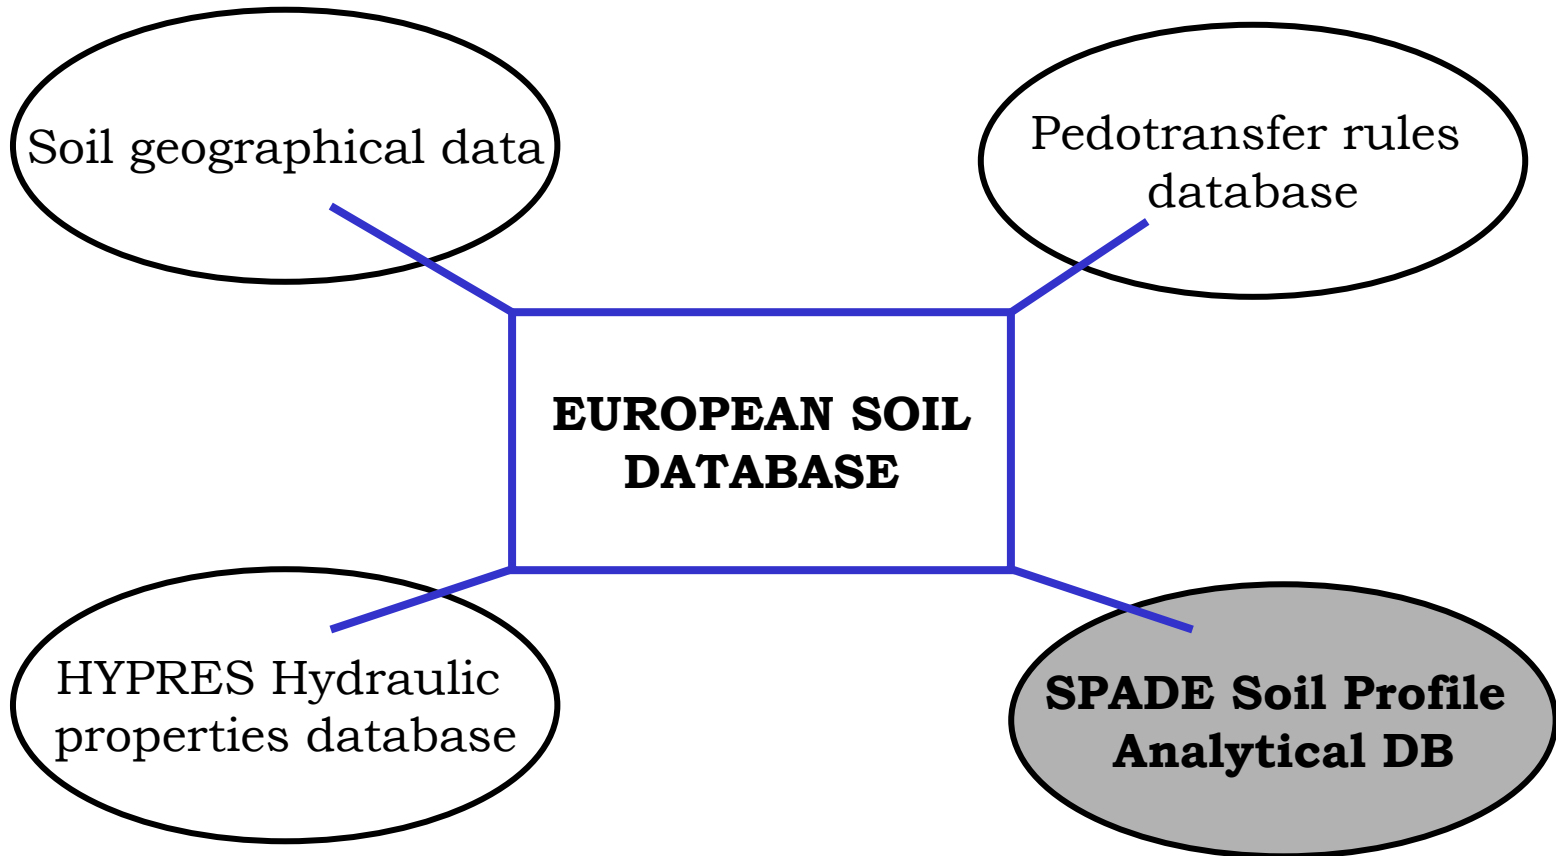 Soil geographical data
Pedotransfer rules
database
EUROPEAN SOIL
DATABASE
HYPRES Hydraulic
properties database
SPADE Soil Profile
Analytical DB